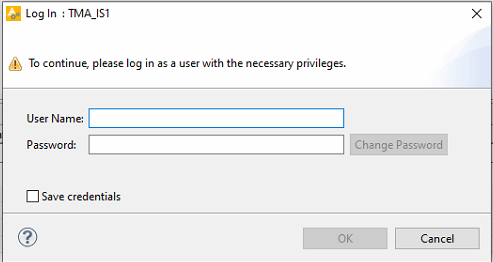 Log In : TMA_IS1
To continue, please log in as a user with the necessary privileges.
User Name:
Password:
Change Password
Save credentials
?
OK
Cancel